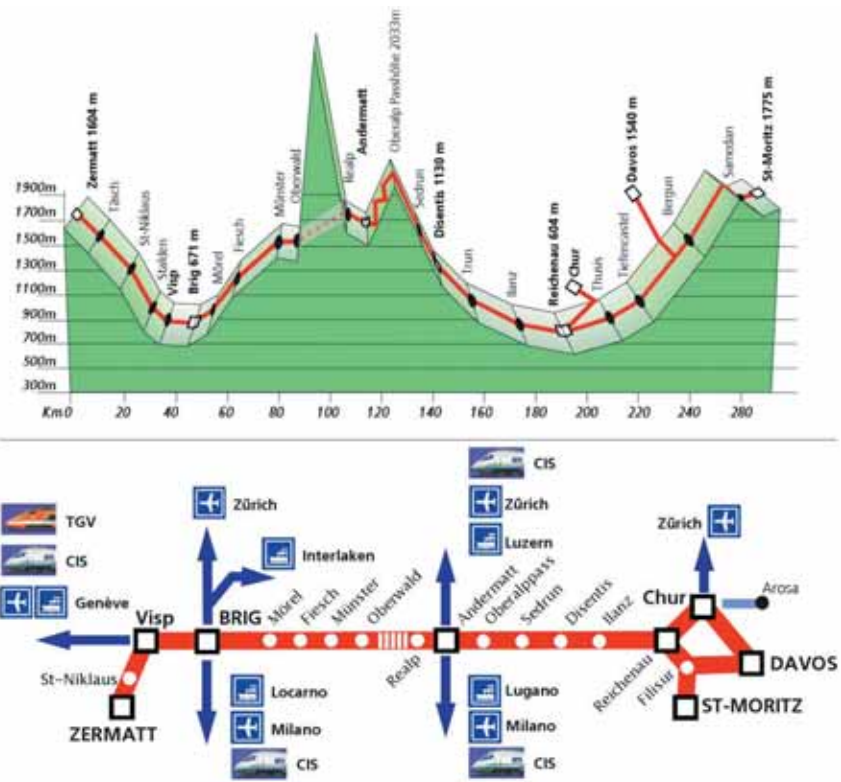 Zermatt 1604 m
Täsch
St-Niklaus
Stalden
Visp
Brig 671 m
Mörel
Fiesch
Münster
Oberwald
Realp
Andermatt
Oberalp Passhöhe 2033m
Sedrun
Disentis 1130 m
Trun
Ilanz
Reichenau 604 m
Chur
Thusis
Tiefencastel
Davos 1540 m
Bergün
Samedan
St-Moritz 1775 m
1900m
1700m
1500m
1300m
1100m
900m
700m
500m
300m
Km 0 20 40 60 80 100 120 140 160 180 200 220 240 260 280
TGV
CIS
Genève
Zürich
Interlaken
CIS
Zürich
Luzern
Zürich
Arosa
Visp
BRIG
Mörel
Fiesch
Münster
Oberwald
Realp
Andermatt
Oberalppass
Sedrun
Disentis
Ilanz
Chur
Reichenau
Filisur
DAVOS
ST-MORITZ
St-Niklaus
ZERMATT
Locarno
Milano
CIS
Lugano
Milano
CIS